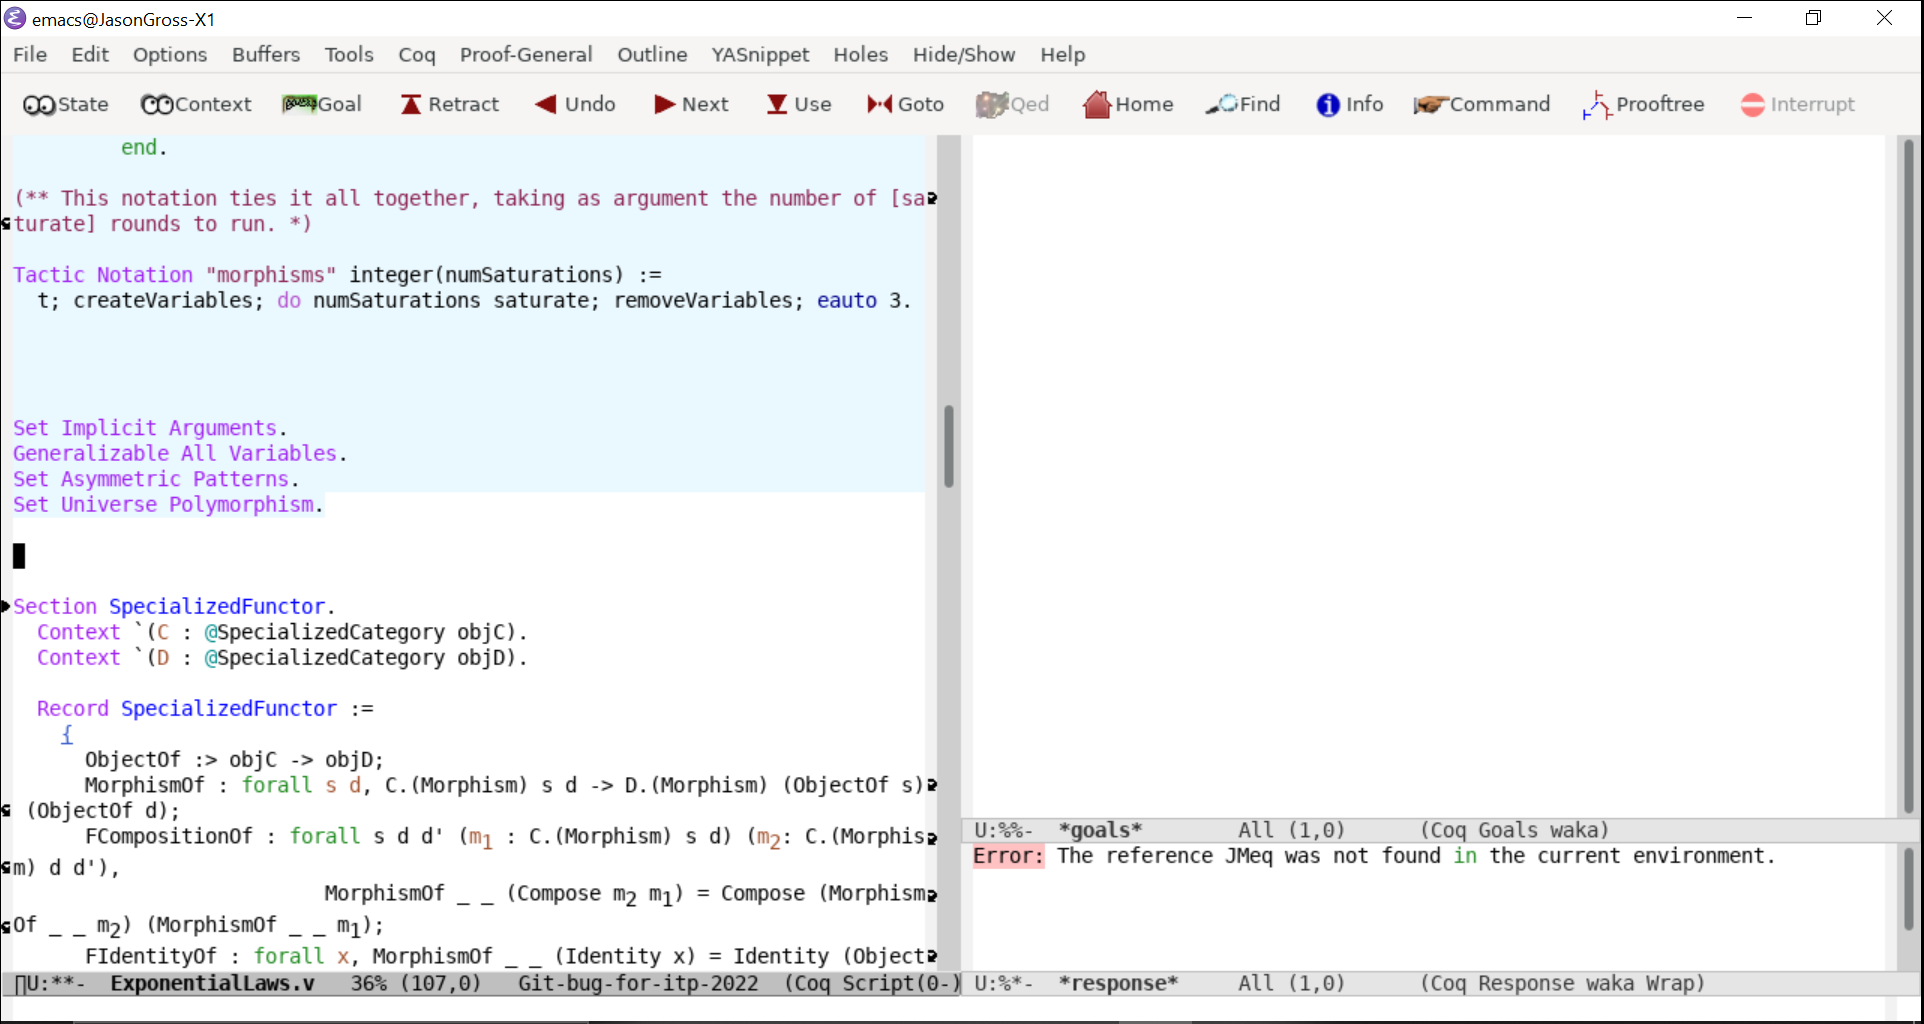 emacs@JasonGross-X1
File Edit Options Buffers Tools Coq Proof-General Outline YASnippet Holes Hide/Show Help
State Context Goal Retract Undo Next Use Goto Qed Home Find Info Command Prooftree Interrupt
end.
(** This notation ties it all together, taking as argument the number of [sa
turate] rounds to run. *)
Tactic Notation "morphisms" integer(numSaturations) :=
t; createVariables; do numSaturations saturate; removeVariables; eauto 3.
Set Implicit Arguments.
Generalizable All Variables.
Set Asymmetric Patterns.
Set Universe Polymorphism.
Section SpecializedFunctor.
Context `(C : @SpecializedCategory objC).
Context `(D : @SpecializedCategory objD).
Record SpecializedFunctor :=
{
ObjectOf :> objC -> objD;
MorphismOf : forall s d, C.(Morphism) s d -> D.(Morphism) (ObjectOf s)
(ObjectOf d);
FCompositionOf : forall s d d' (m₁ : C.(Morphism) s d) (m₂: C.(Morphis
m) d d'),
MorphismOf _ _ (Compose m₂ m₁) = Compose (Morphism
Of _ _ m₂) (MorphismOf _ _ m₁);
FIdentityOf : forall x, MorphismOf _ _ (Identity x) = Identity (Object
U:**- ExponentialLaws.v 36% (107,0) Git-bug-for-itp-2022 (Coq Script(0-)
U:%%- *goals* All (1,0) (Coq Goals waka)
Error: The reference JMeq was not found in the current environment.
U:%*- *response* All (1,0) (Coq Response waka Wrap)